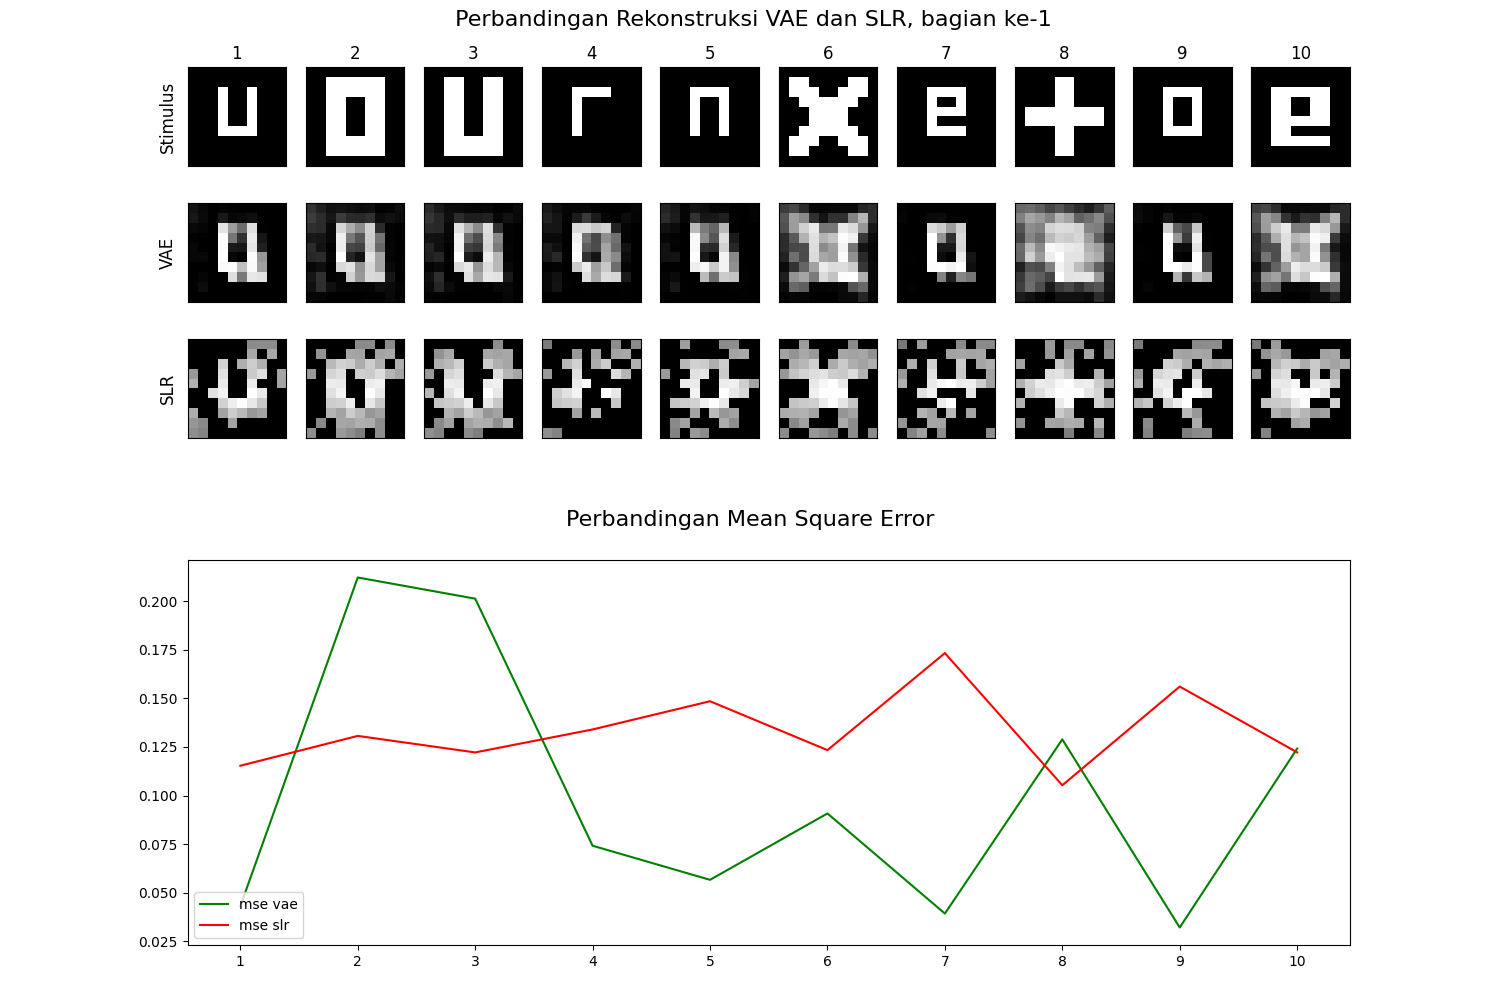 Perbandingan Rekonstruksi VAE dan SLR, bagian ke-1
1 2 3 4 5 6 7 8 9 10
Stimulus
u O U r n X e + o e
VAE
SLR
Perbandingan Mean Square Error
0.200
0.175
0.150
0.125
0.100
0.075
0.050
0.025
mse vae
mse slr
1 2 3 4 5 6 7 8 9 10